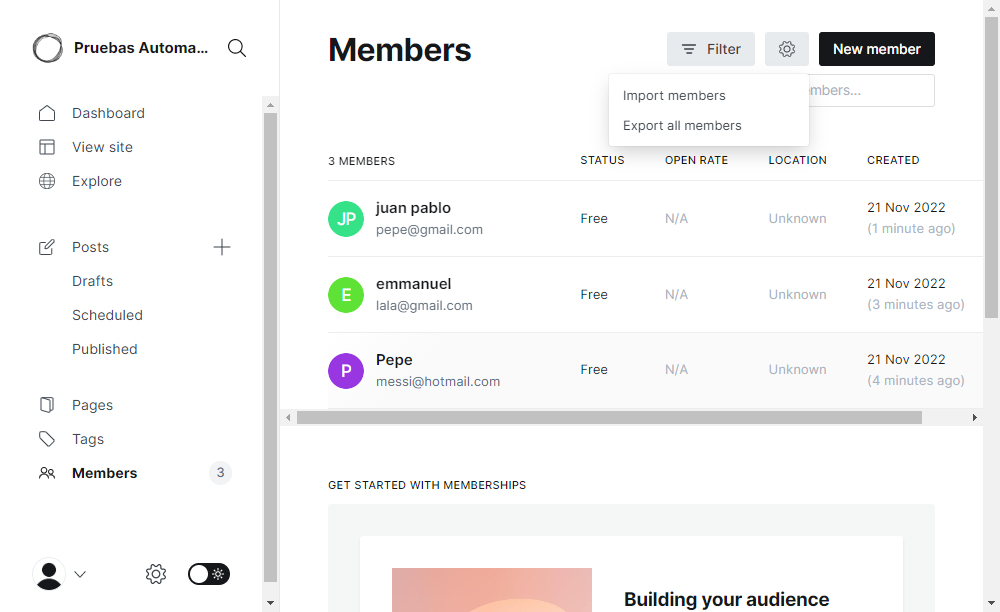 Pruebas Automa...
Dashboard
View site
Explore
Posts
Drafts
Scheduled
Published
Pages
Tags
Members 3
Members
Filter
New member
Import members
Export all members
3 MEMBERS STATUS OPEN RATE LOCATION CREATED
JP juan pablo pepe@gmail.com Free N/A Unknown 21 Nov 2022 (1 minute ago)
E emmanuel lala@gmail.com Free N/A Unknown 21 Nov 2022 (3 minutes ago)
P Pepe messi@hotmail.com Free N/A Unknown 21 Nov 2022 (4 minutes ago)
GET STARTED WITH MEMBERSHIPS
Building your audience